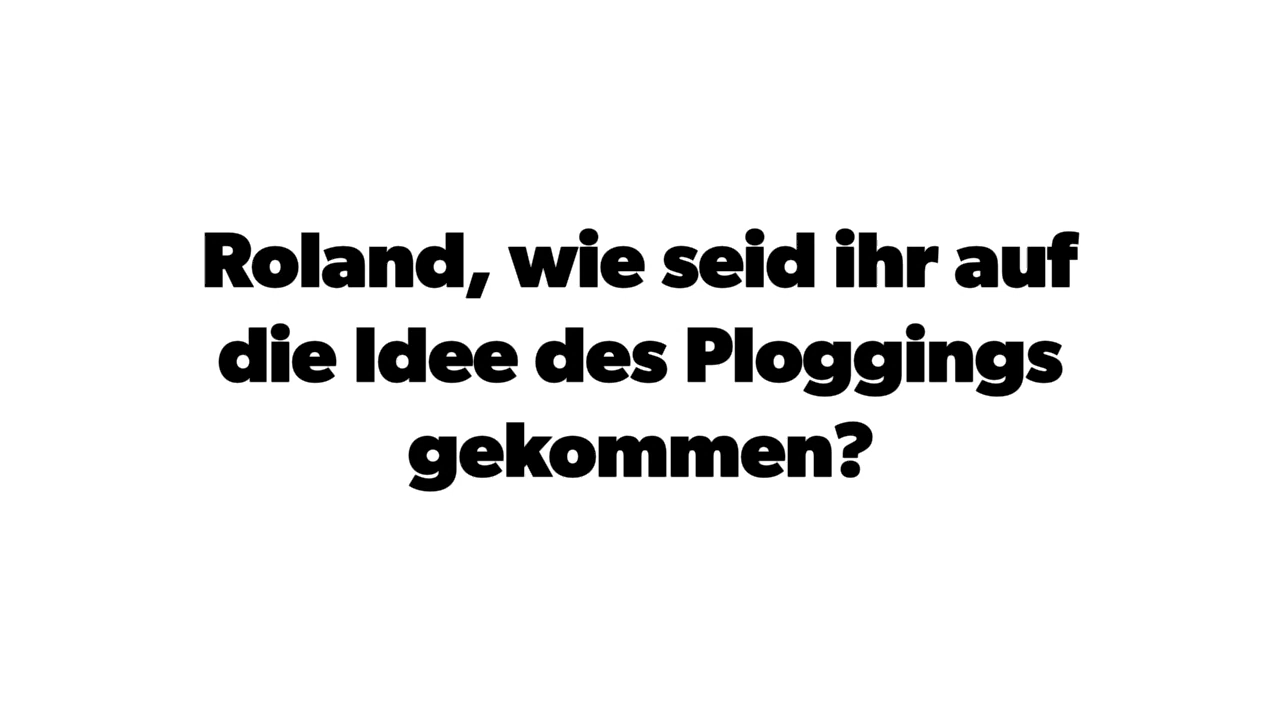 Roland, wie seid ihr auf
die Idee des Ploggings
gekommen?